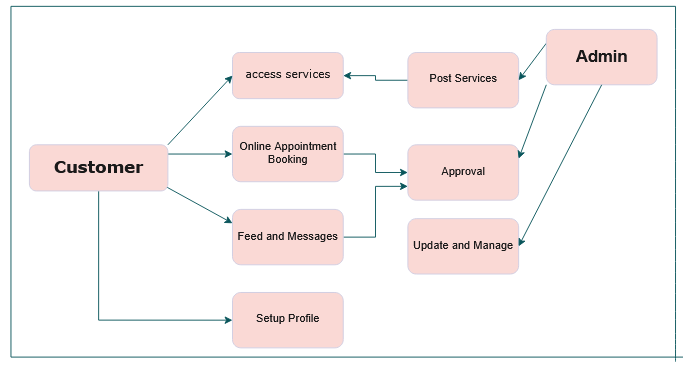 Admin
access services
Post Services
Online Appointment
Booking
Customer
Approval
Feed and Messages
Update and Manage
Setup Profile